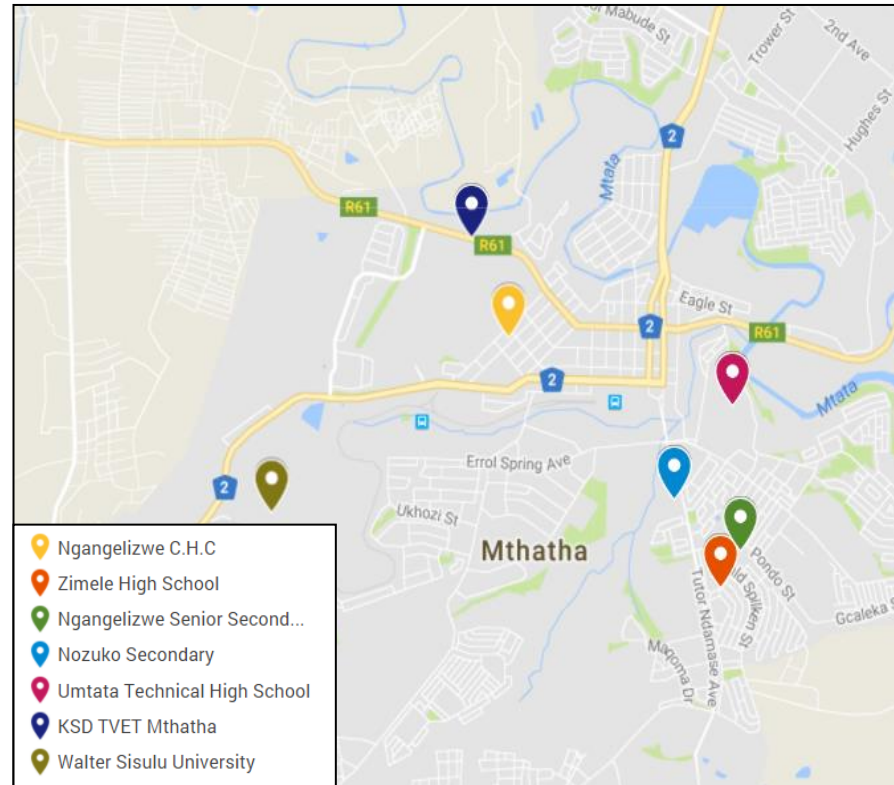 Mabude St
Trower St
2nd Ave
Hughes St
2
Mtata
R61
R61
Eagle St
2
R61
2
Mtata
Errol Spring Ave
2
Ukhozi St
Mthatha
Pondo St
Spilken St
Gcaleka
Tutor Ndamase Ave
Maqoma Dr
Ngangelizwe C.H.C
Zimele High School
Ngangelizwe Senior Second...
Nozuko Secondary
Umtata Technical High School
KSD TVET Mthatha
Walter Sisulu University